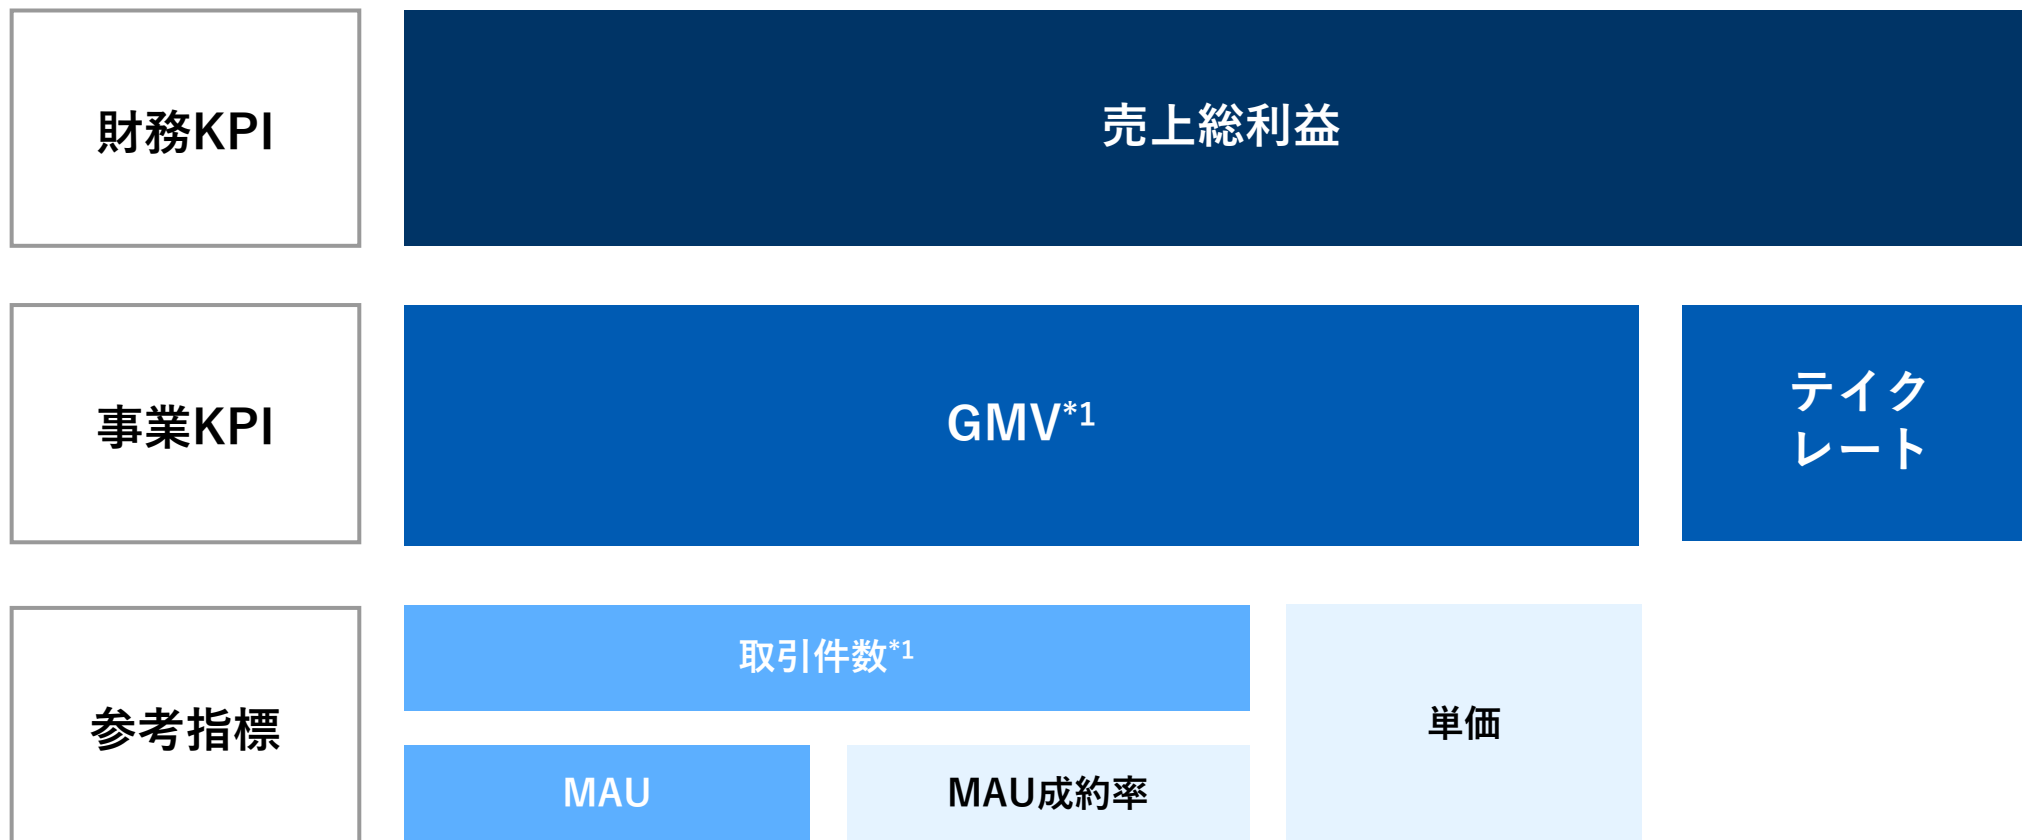 財務KPI
売上総利益
事業KPI
GMV*1
テイク
レート
参考指標
取引件数*1
単価
MAU
MAU成約率